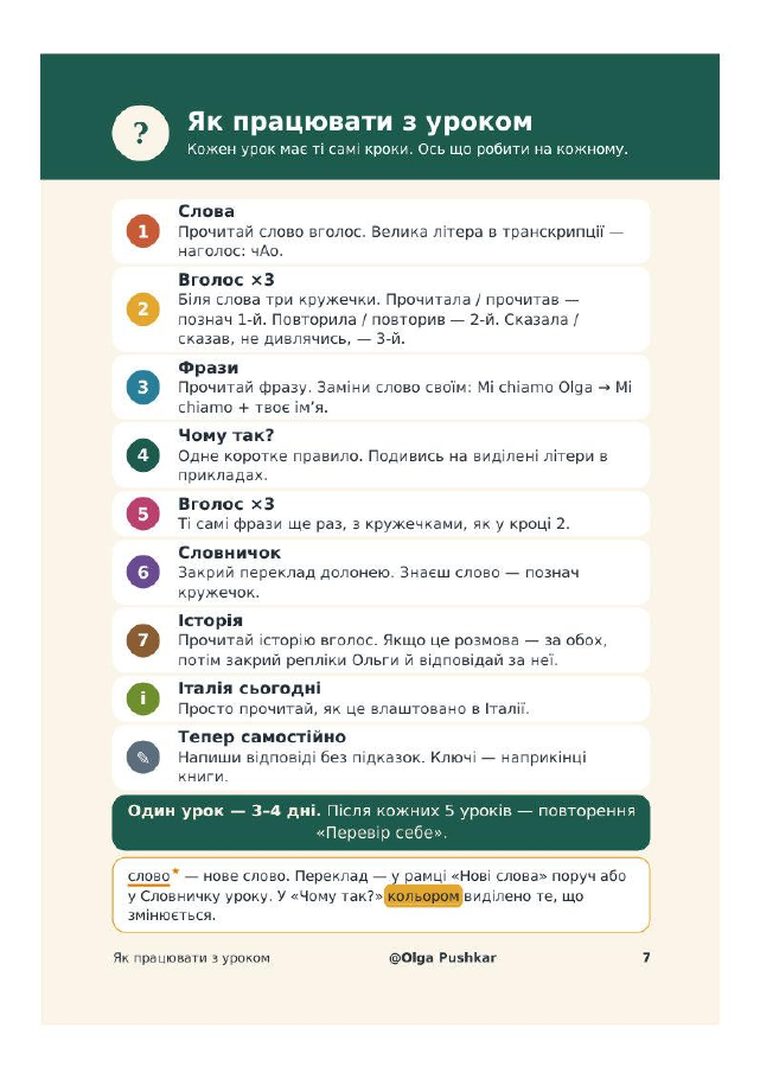 ?
Як працювати з уроком
Кожен урок має ті самі кроки. Ось що робити на кожному.
1
Слова
Прочитай слово вголос. Велика літера в транскрипції —
наголос: чАо.
2
Вголос ×3
Біля слова три кружечки. Прочитала / прочитав —
познач 1-й. Повторила / повторив — 2-й. Сказала /
сказав, не дивлячись, — 3-й.
3
Фрази
Прочитай фразу. Заміни слово своїм: Mi chiamo Olga → Mi
chiamo + твоє ім’я.
4
Чому так?
Одне коротке правило. Подивись на виділені літери в
прикладах.
5
Вголос ×3
Ті самі фрази ще раз, з кружечками, як у кроці 2.
6
Словничок
Закрий переклад долонею. Знаєш слово — познач
кружечок.
7
Історія
Прочитай історію вголос. Якщо це розмова — за обох,
потім закрий репліки Ольги й відповідай за неї.
i
Італія сьогодні
Просто прочитай, як це влаштовано в Італії.
✎
Тепер самостійно
Напиши відповіді без підказок. Ключі — наприкінці
книги.
Один урок — 3–4 дні. Після кожних 5 уроків — повторення
«Перевір себе».
слово* — нове слово. Переклад — у рамці «Нові слова» поруч або
у Словничку уроку. У «Чому так?» кольором виділено те, що
змінюється.
Як працювати з уроком @Olga Pushkar 7